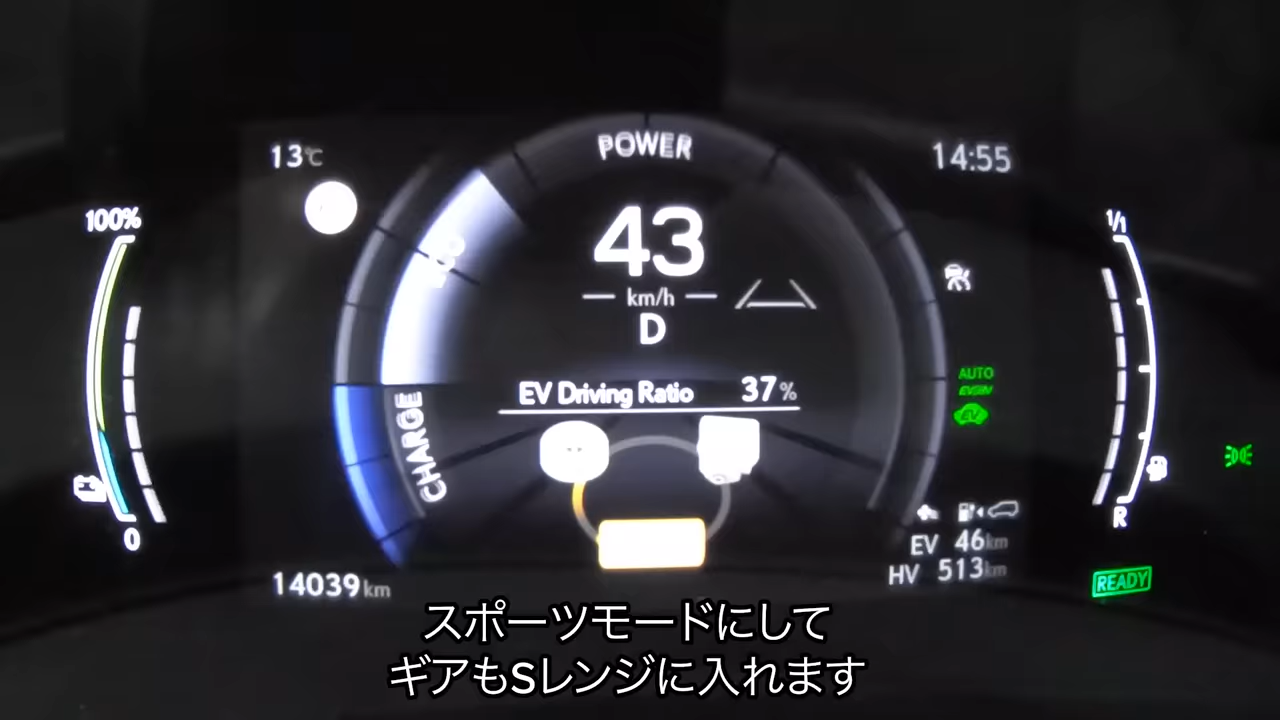 13℃
POWER
14:55
100%
1/1
43
km/h
D
AUTO
EV
EV Driving Ratio 37%
CHARGE
0
R
EV 46km
HV 513km
READY
14039km
スポーツモードにして
ギアもSレンジに入れます